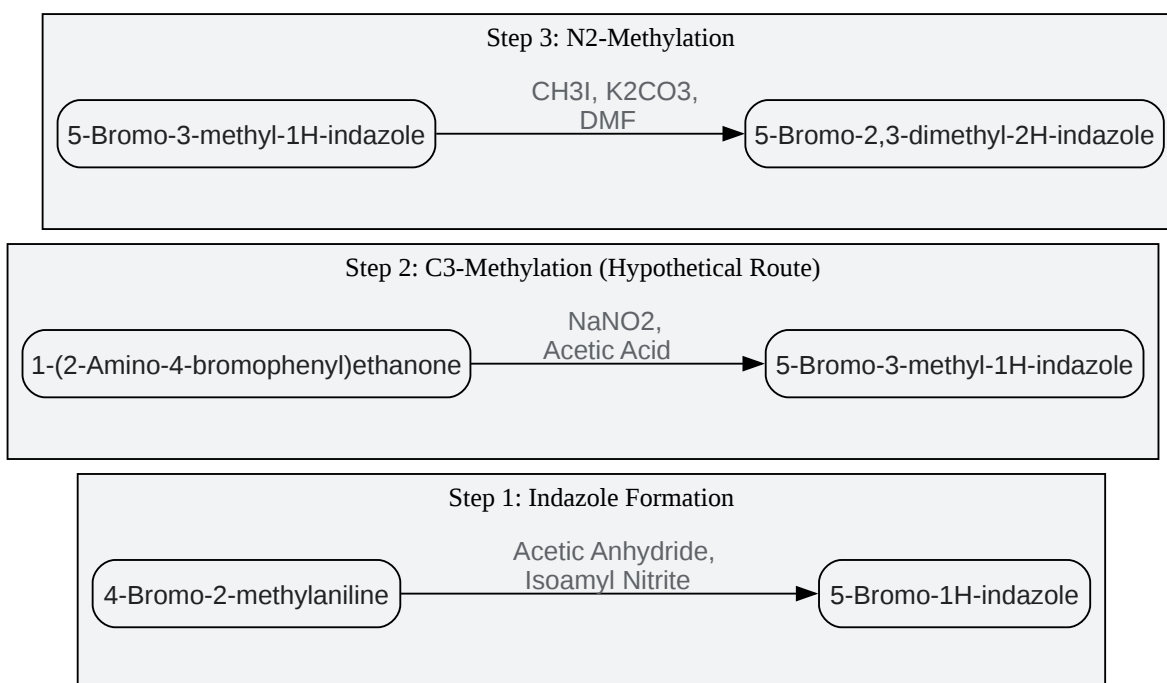 Step 3: N2-Methylation
CH3I, K2CO3,
DMF
5-Bromo-3-methyl-1H-indazole
5-Bromo-2,3-dimethyl-2H-indazole
Step 2: C3-Methylation (Hypothetical Route)
NaNO2,
Acetic Acid
1-(2-Amino-4-bromophenyl)ethanone
5-Bromo-3-methyl-1H-indazole
Step 1: Indazole Formation
Acetic Anhydride,
Isoamyl Nitrite
4-Bromo-2-methylaniline
5-Bromo-1H-indazole